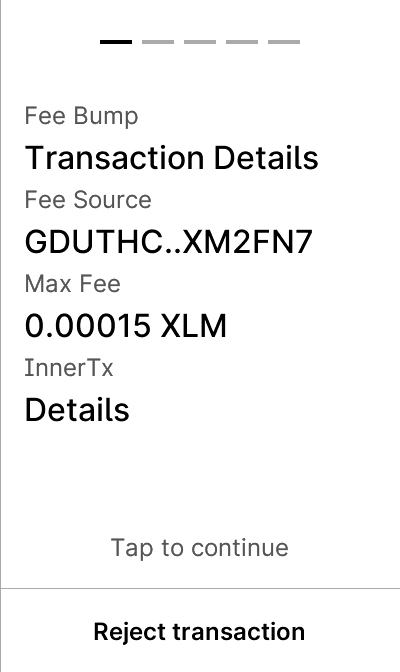 Fee Bump
Transaction Details
Fee Source
GDUTHC..XM2FN7
Max Fee
0.00015 XLM
InnerTx
Details
Tap to continue
Reject transaction